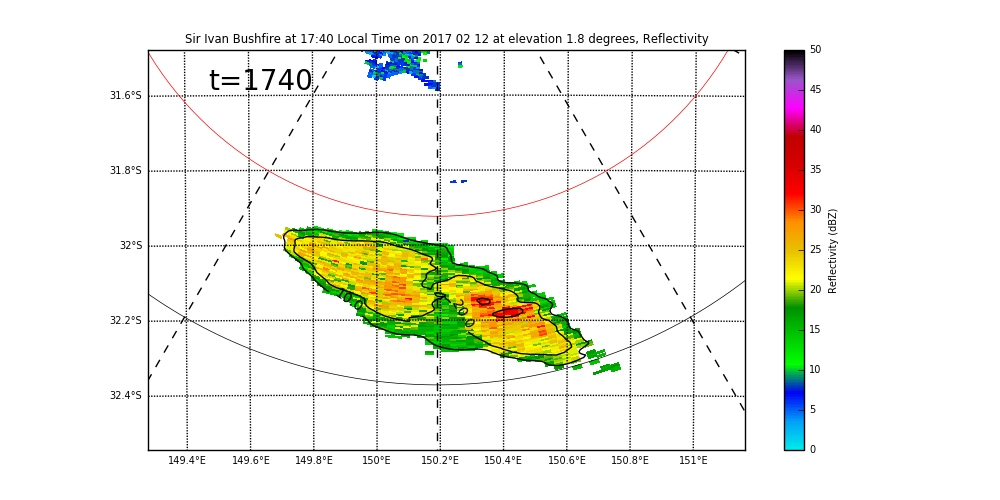 Sir Ivan Bushfire at 17:40 Local Time on 2017 02 12 at elevation 1.8 degrees, Reflectivity
t=1740
31.6°S
31.8°S
32°S
32.2°S
32.4°S
149.4°E 149.6°E 149.8°E 150°E 150.2°E 150.4°E 150.6°E 150.8°E 151°E
10
20
50
45
40
35
30
25
20
15
10
5
0
Reflectivity (dBZ)